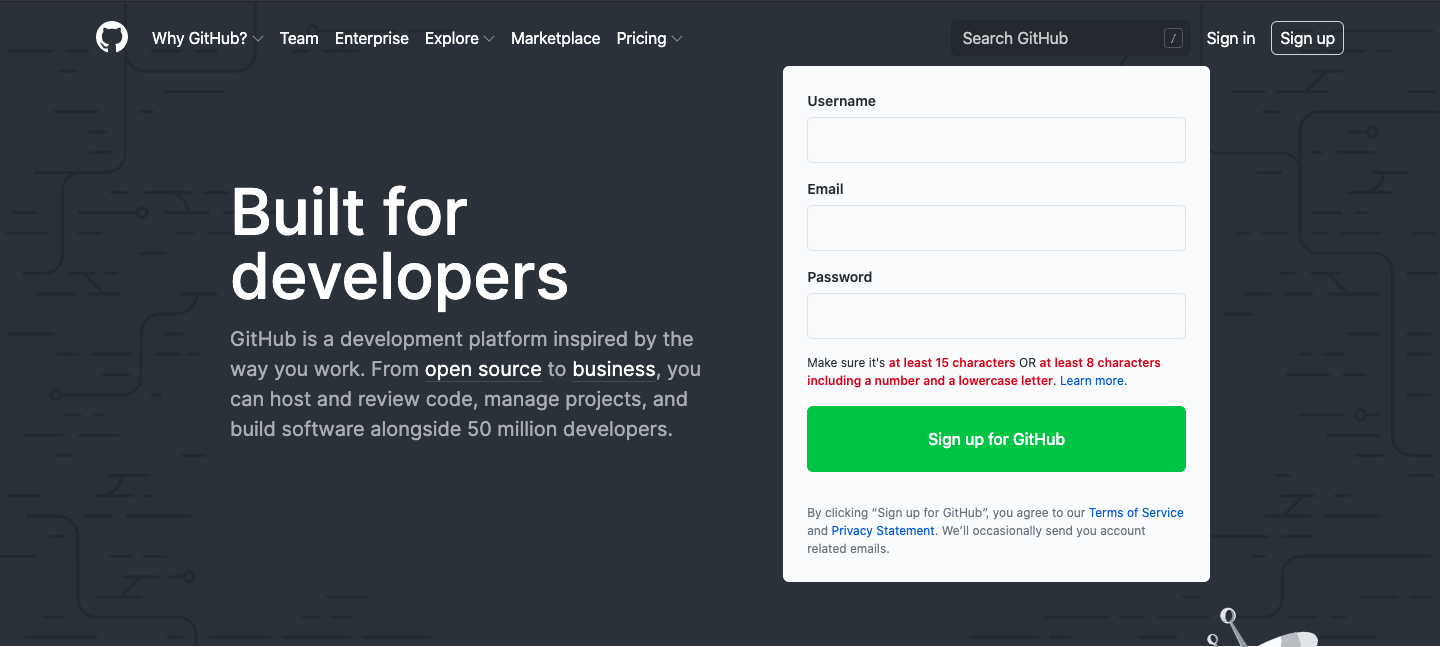 Why GitHub? Team Enterprise Explore Marketplace Pricing Search GitHub / Sign in Sign up
Built for
developers
GitHub is a development platform inspired by the
way you work. From open source to business, you
can host and review code, manage projects, and
build software alongside 50 million developers.
Username
Email
Password
Make sure it's at least 15 characters OR at least 8 characters
including a number and a lowercase letter. Learn more.
Sign up for GitHub
By clicking “Sign up for GitHub”, you agree to our Terms of Service
and Privacy Statement. We’ll occasionally send you account
related emails.